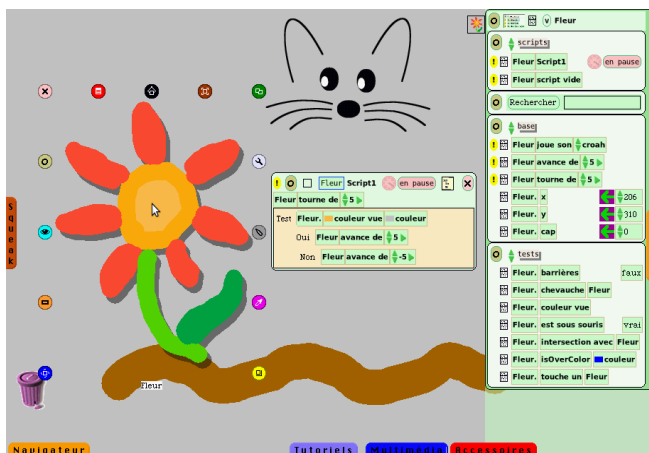 Fleur
scripts
! Fleur Script1 en pause
! Fleur script vide
Rechercher
base
! Fleur joue son croah
! Fleur avance de 5
! Fleur tourne de 5
Fleur. x 206
Fleur. y 310
Fleur. cap 0
tests
Fleur. barrières faux
Fleur. chevauche Fleur
Fleur. couleur vue
Fleur. est sous souris vrai
Fleur. intersection avec Fleur
Fleur. isOverColor couleur
Fleur. touche un Fleur
! Fleur Script1 en pause
Fleur tourne de 5
Test Fleur. couleur vue couleur
Oui Fleur avance de 5
Non Fleur avance de -5
Squeak
Fleur
Navigateur
Tutoriels
Multimédia
Accessoires